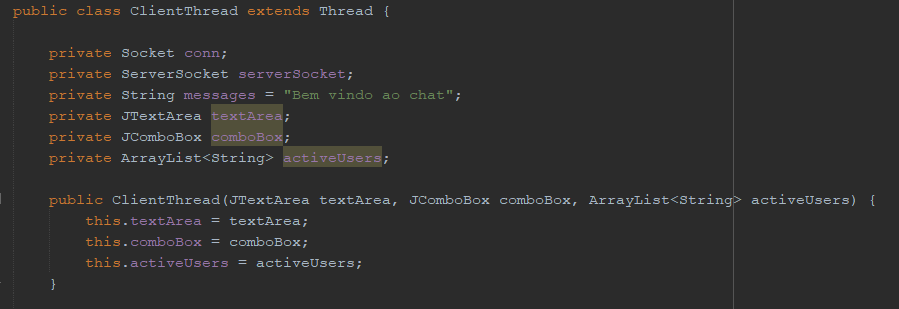 public class ClientThread extends Thread {
private Socket conn;
private ServerSocket serverSocket;
private String messages = "Bem vindo ao chat";
private JTextArea textArea;
private JComboBox comboBox;
private ArrayList<String> activeUsers;
public ClientThread(JTextArea textArea, JComboBox comboBox, ArrayList<String> activeUsers) {
this.textArea = textArea;
this.comboBox = comboBox;
this.activeUsers = activeUsers;
}